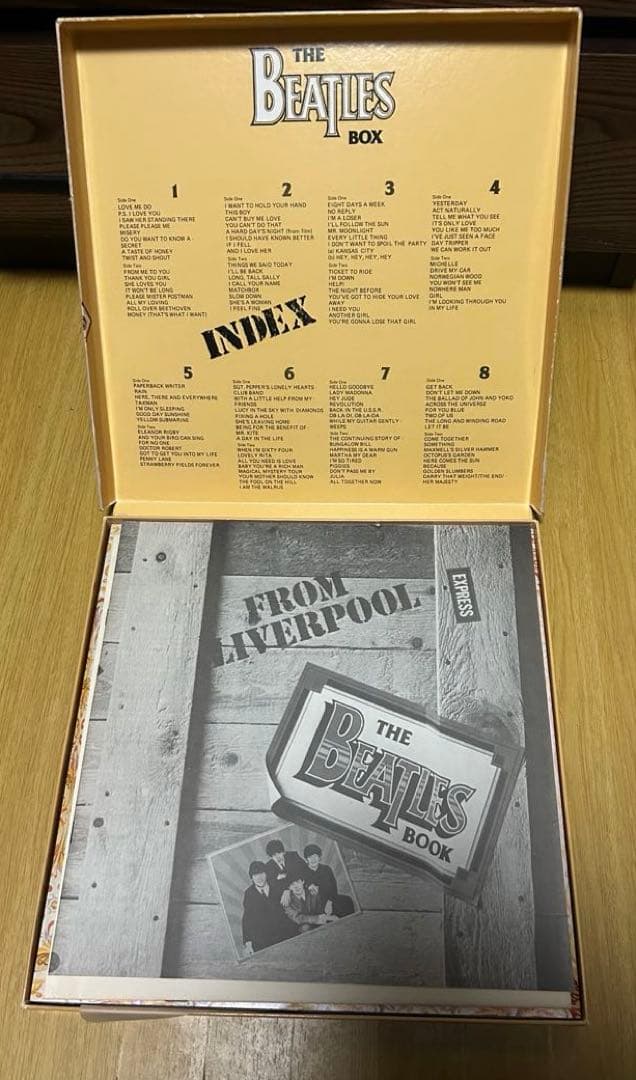 THE
BEATLES
BOX
1
Side One
LOVE ME DO
P.S. I LOVE YOU
I SAW HER STANDING THERE
PLEASE PLEASE ME
MISERY
DO YOU WANT TO KNOW A
SECRET
A TASTE OF HONEY
TWIST AND SHOUT
Side Two
FROM ME TO YOU
THANK YOU GIRL
SHE LOVES YOU
IT WON'T BE LONG
PLEASE MISTER POSTMAN
ALL MY LOVING
ROLL OVER BEETHOVEN
MONEY (THAT'S WHAT I WANT)
2
Side One
I WANT TO HOLD YOUR HAND
THIS BOY
CAN'T BUY ME LOVE
YOU CAN'T DO THAT
A HARD DAY'S NIGHT (from film)
I SHOULD HAVE KNOWN BETTER
IF I FELL
AND I LOVE HER
Side Two
THINGS WE SAID TODAY
I'LL BE BACK
LONG, TALL SALLY
I CALL YOUR NAME
MATCHBOX
SLOW DOWN
SHE'S A WOMAN
I FEEL FINE
3
Side One
EIGHT DAYS A WEEK
NO REPLY
I'M A LOSER
I'LL FOLLOW THE SUN
MR. MOONLIGHT
EVERY LITTLE THING
I DON'T WANT TO SPOIL THE PARTY
(a) KANSAS CITY
(b) HEY, HEY, HEY, HEY
Side Two
TICKET TO RIDE
I'M DOWN
HELP!
THE NIGHT BEFORE
YOU'VE GOT TO HIDE YOUR LOVE
AWAY
I NEED YOU
ANOTHER GIRL
YOU'RE GONNA LOSE THAT GIRL
4
Side One
YESTERDAY
ACT NATURALLY
TELL ME WHAT YOU SEE
IT'S ONLY LOVE
YOU LIKE ME TOO MUCH
I'VE JUST SEEN A FACE
DAY TRIPPER
WE CAN WORK IT OUT
Side Two
MICHELLE
DRIVE MY CAR
NORWEGIAN WOOD
YOU WON'T SEE ME
NOWHERE MAN
GIRL
I'M LOOKING THROUGH YOU
IN MY LIFE
INDEX
5
Side One
PAPERBACK WRITER
RAIN
HERE, THERE AND EVERYWHERE
TAXMAN
I'M ONLY SLEEPING
GOOD DAY SUNSHINE
YELLOW SUBMARINE
Side Two
ELEANOR RIGBY
AND YOUR BIRD CAN SING
FOR NO ONE
DOCTOR ROBERT
GOT TO GET YOU INTO MY LIFE
PENNY LANE
STRAWBERRY FIELDS FOREVER
6
Side One
SGT. PEPPER'S LONELY HEARTS
CLUB BAND
WITH A LITTLE HELP FROM MY
FRIENDS
LUCY IN THE SKY WITH DIAMONDS
FIXING A HOLE
SHE'S LEAVING HOME
BEING FOR THE BENEFIT OF
MR. KITE
A DAY IN THE LIFE
Side Two
WHEN I'M SIXTY FOUR
LOVELY RITA
ALL YOU NEED IS LOVE
BABY YOU'RE A RICH MAN
MAGICAL MYSTERY TOUR
YOUR MOTHER SHOULD KNOW
THE FOOL ON THE HILL
I AM THE WALRUS
7
Side One
HELLO GOODBYE
LADY MADONNA
HEY JUDE
REVOLUTION
BACK IN THE U.S.S.R.
OB-LA-DI, OB-LA-DA
WHILE MY GUITAR GENTLY
WEEPS
Side Two
THE CONTINUING STORY OF
BUNGALOW BILL
HAPPINESS IS A WARM GUN
MARTHA MY DEAR
I'M SO TIRED
PIGGIES
DON'T PASS ME BY
JULIA
ALL TOGETHER NOW
8
Side One
GET BACK
DON'T LET ME DOWN
THE BALLAD OF JOHN AND YOKO
ACROSS THE UNIVERSE
FOR YOU BLUE
TWO OF US
THE LONG AND WINDING ROAD
LET IT BE
Side Two
COME TOGETHER
SOMETHING
MAXWELL'S SILVER HAMMER
OCTOPUS'S GARDEN
HERE COMES THE SUN
BECAUSE
GOLDEN SLUMBERS
CARRY THAT WEIGHT/THE END/
HER MAJESTY
FROM
LIVERPOOL
EXPRESS
THE
BEATLES
BOOK